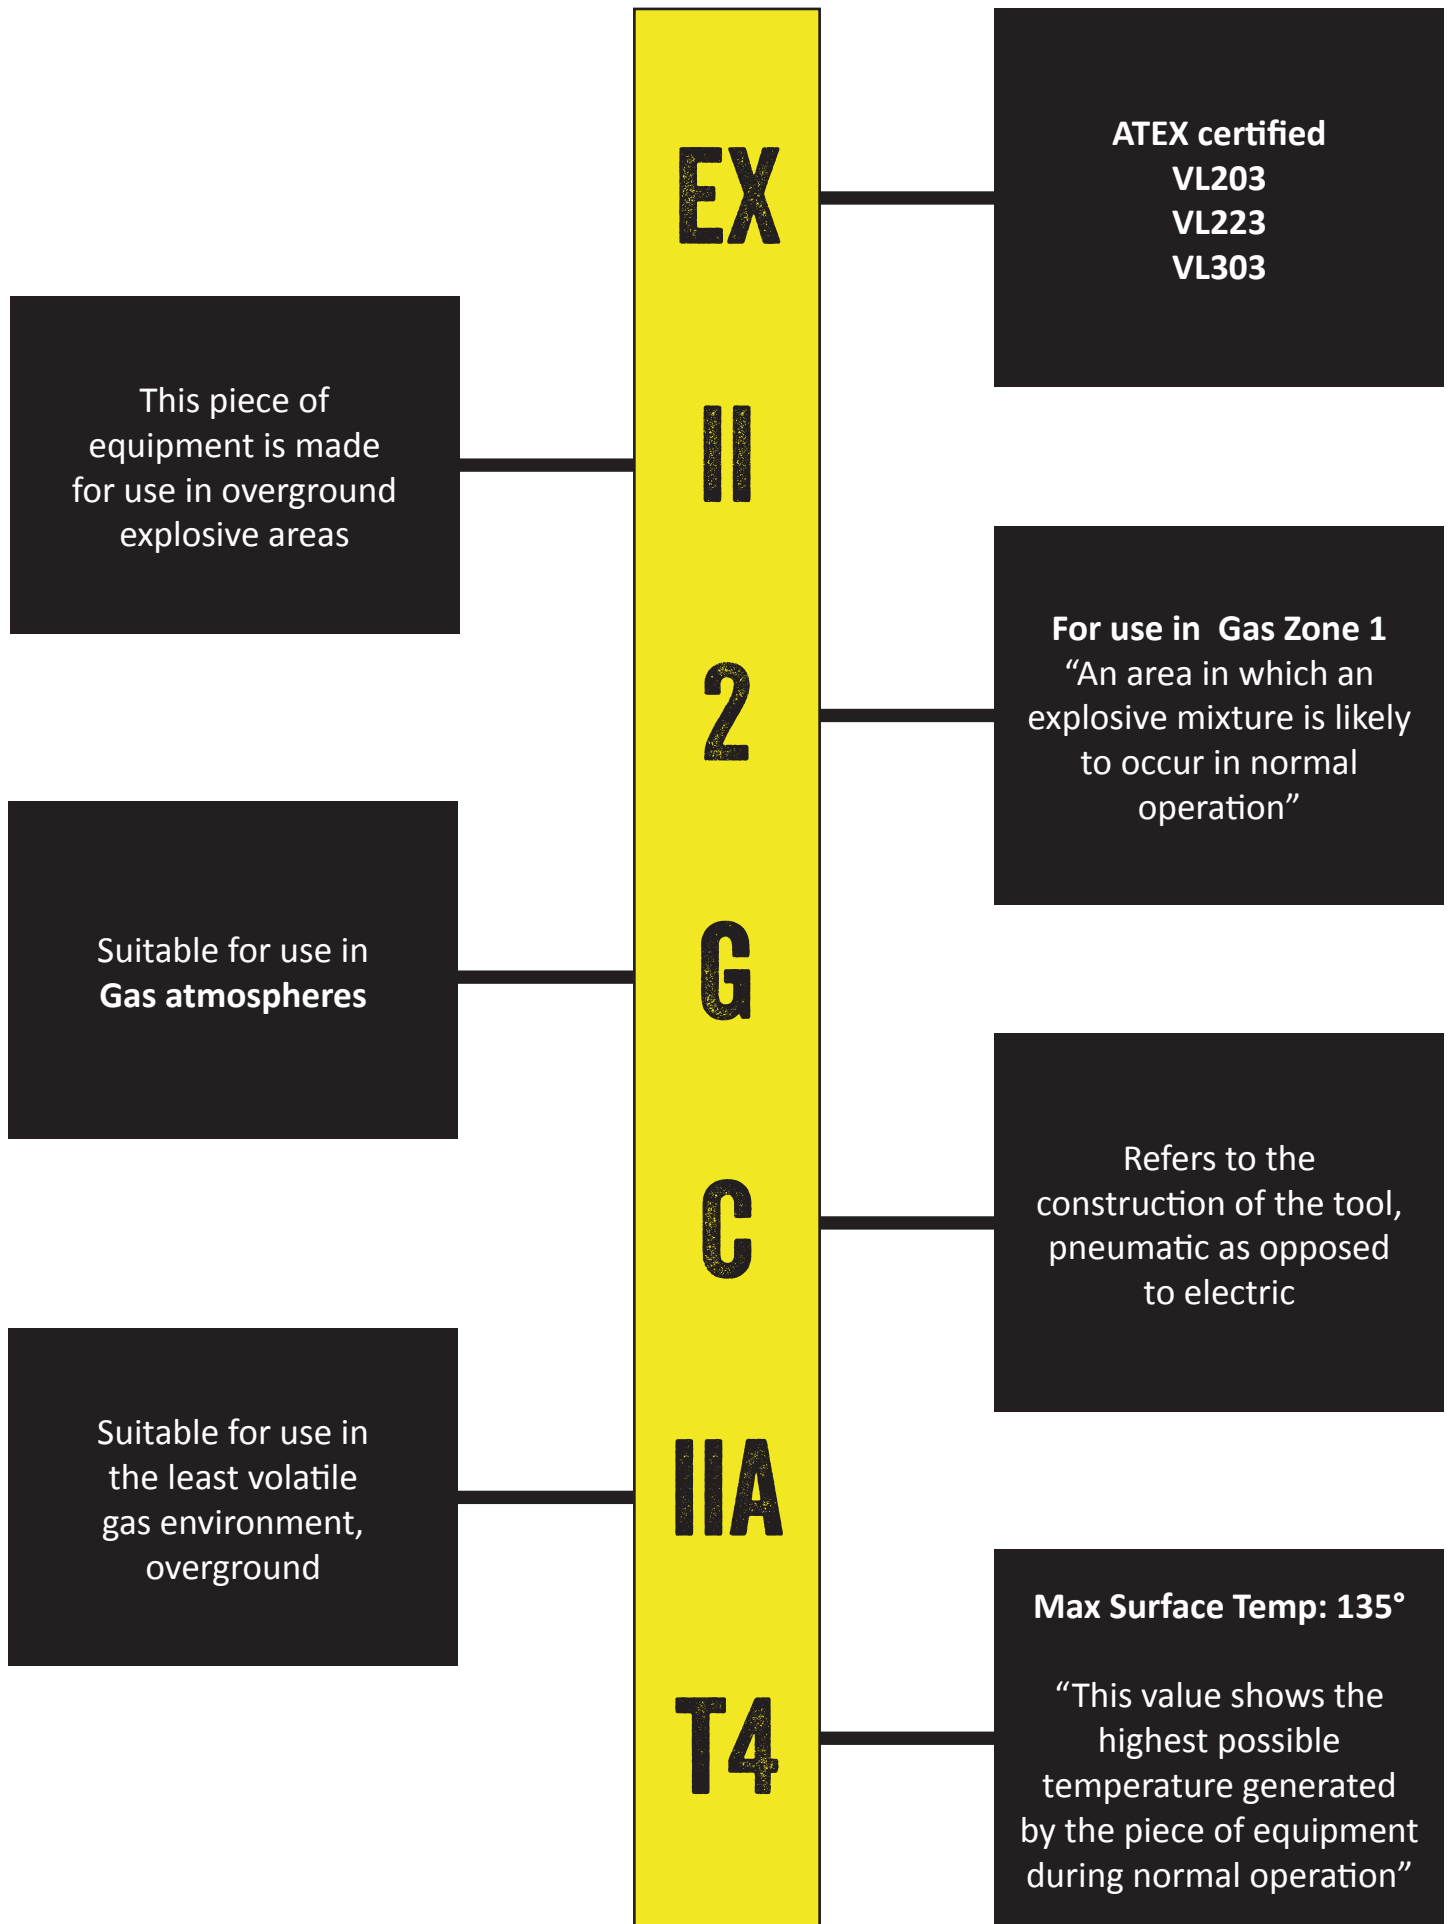 EX
ATEX certified
VL203
VL223
VL303
II
This piece of
equipment is made
for use in overground
explosive areas
2
For use in  Gas Zone 1
“An area in which an
explosive mixture is likely
to occur in normal
operation”
G
Suitable for use in
Gas atmospheres
C
Refers to the
construction of the tool,
pneumatic as opposed
to electric
IIA
Suitable for use in
the least volatile
gas environment,
overground
T4
Max Surface Temp: 135°
“This value shows the
highest possible
temperature generated
by the piece of equipment
during normal operation”